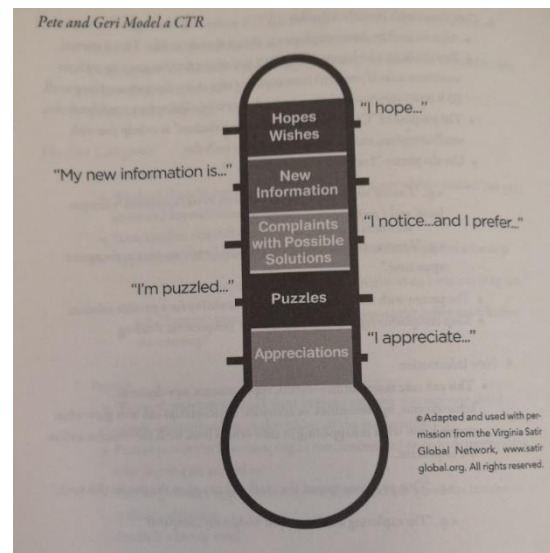 Pete and Geri Model a CTR
Hopes
Wishes
"I hope..."
"My new information is..."
New
Information
Complaints
with Possible
Solutions
"I notice...and I prefer..."
"I'm puzzled..."
Puzzles
"I appreciate..."
Appreciations
© Adapted and used with per-
mission from the Virginia Satir
Global Network, www.satir
global.org. All rights reserved.